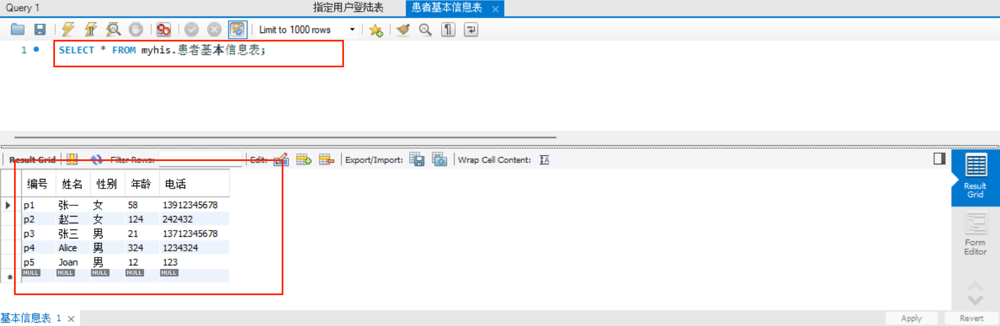 Query 1 指定用户登陆表 患者基本信息表
Limit to 1000 rows
1 SELECT * FROM myhis.患者基本信息表;
Result Grid Filter Rows: Edit: Export/Import: Wrap Cell Content:
编号 姓名 性别 年龄 电话
p1 张一 女 58 13912345678
p2 赵二 女 124 242432
p3 张三 男 21 13712345678
p4 Alice 男 324 1234324
p5 Joan 男 12 123
NULL NULL NULL NULL NULL
Result
Grid
Form
Editor
基本信息表 1
Apply Revert